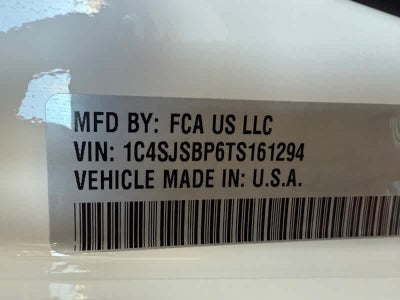 MFD BY: FCA US LLC
VIN: 1C4SJSBP6TS161294
VEHICLE MADE IN: U.S.A.